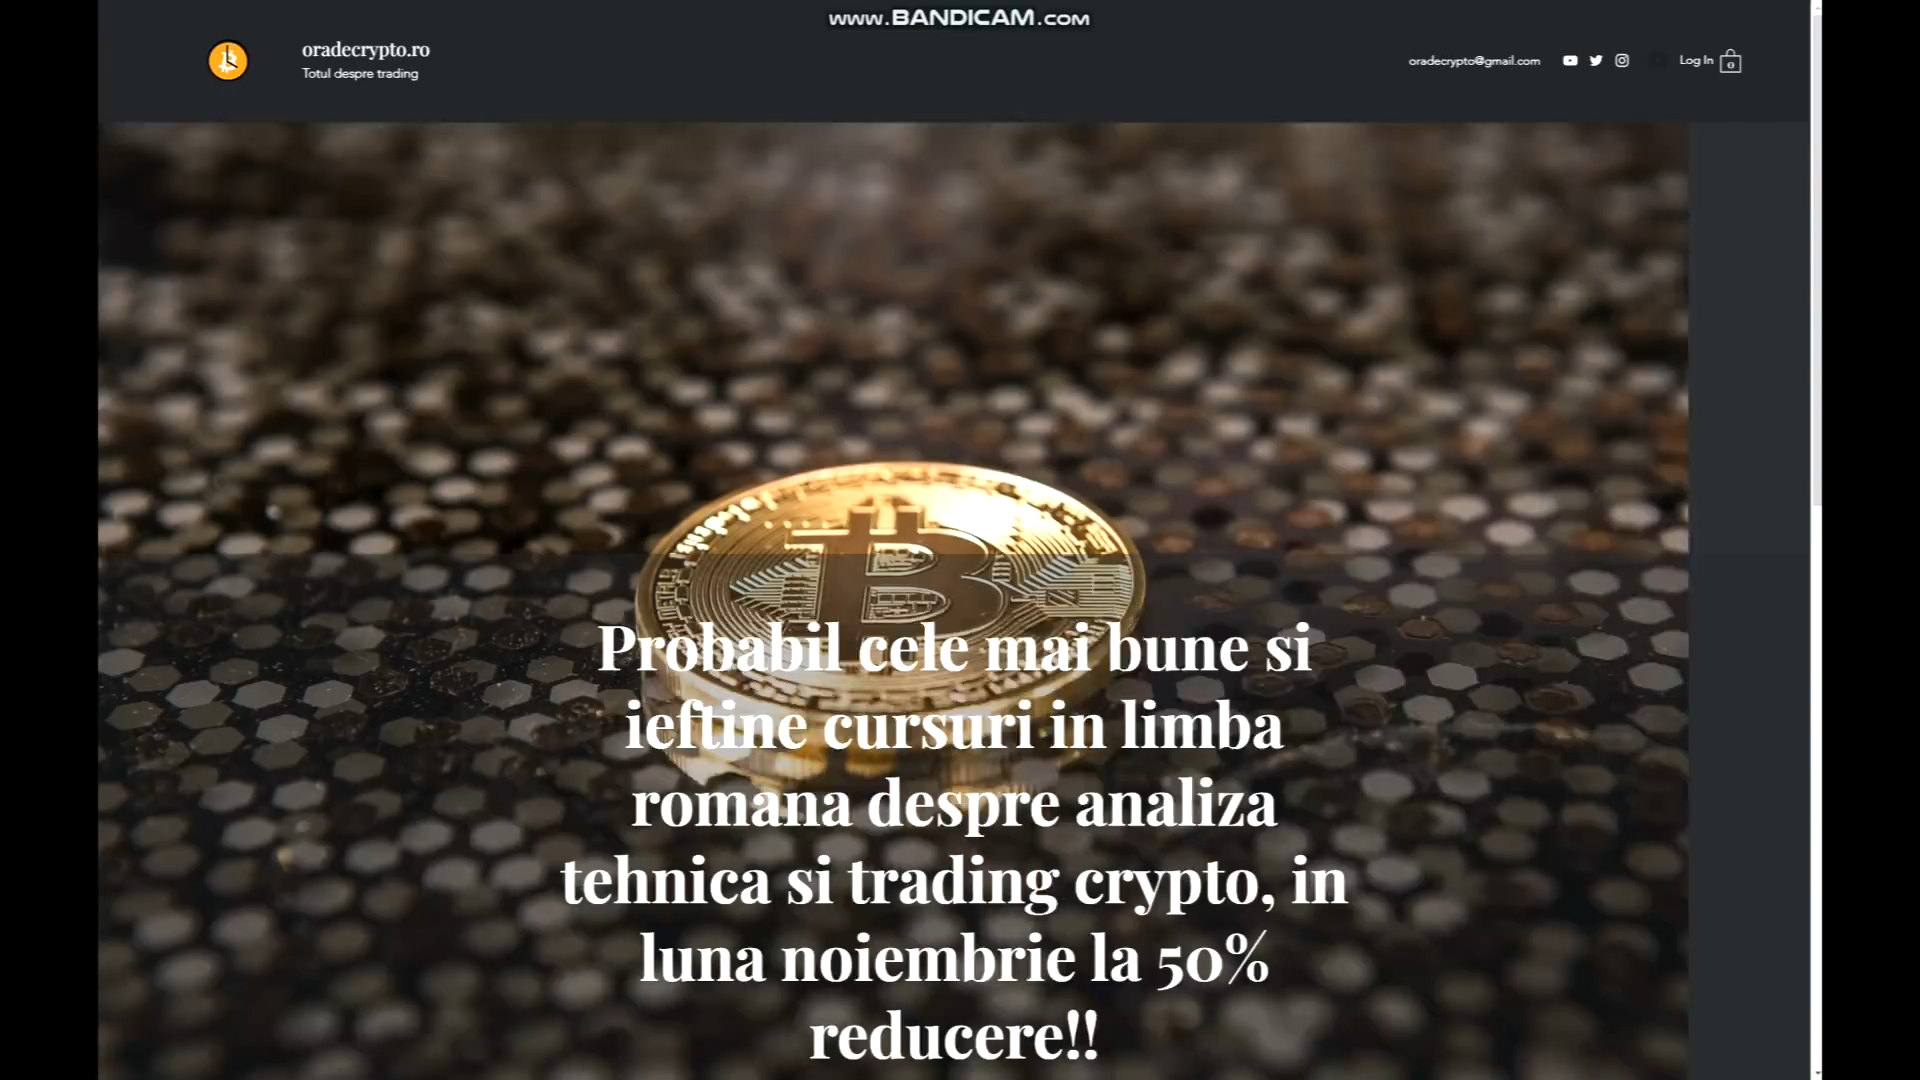 www.BANDICAM.com
oradecrypto.ro
Totul despre trading
oradecrypto@gmail.com
Log In
0
Probabil cele mai bune si
ieftine cursuri in limba
romana despre analiza
tehnica si trading crypto, in
luna noiembrie la 50%
reducere!!